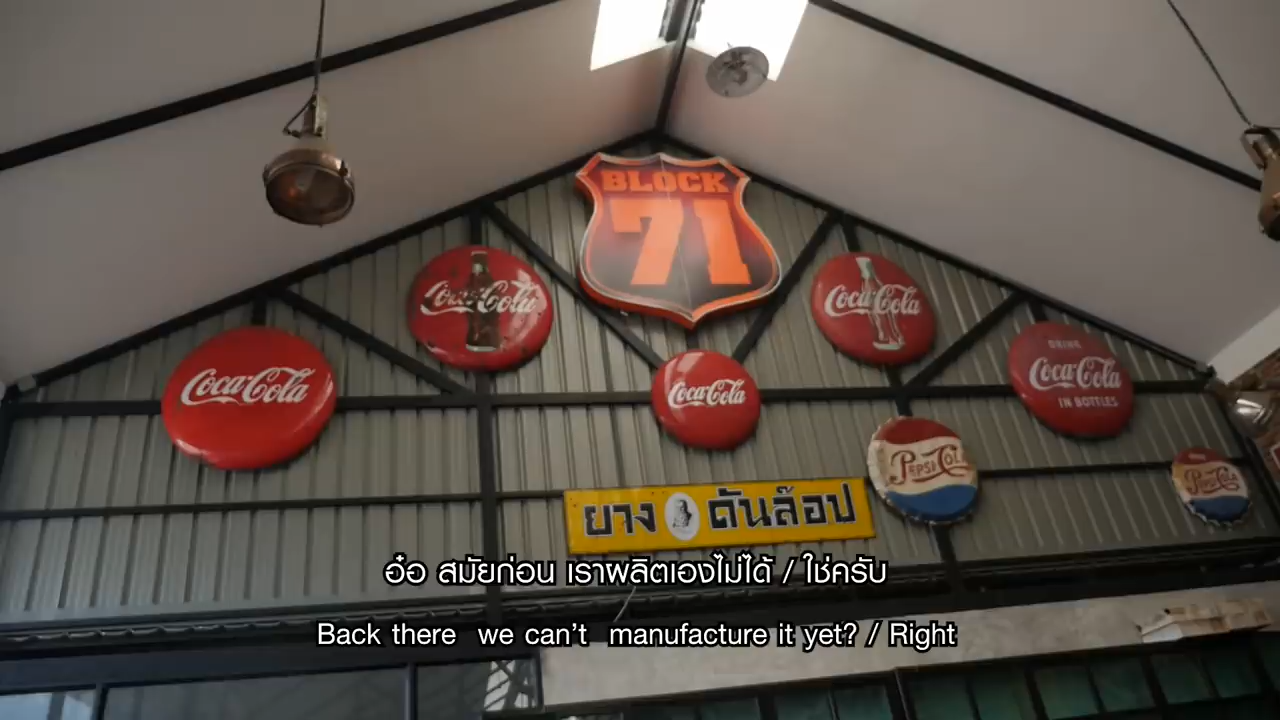 BLOCK
71
Coca-Cola
Coca-Cola
Coca-Cola
Coca-Cola
DRINK
Coca-Cola
IN BOTTLES
PEPSI-COLA
PEPSI-COLA
ยาง ดันล๊อป
อ๋อ สมัยก่อน เราผลิตเองไม่ได้ / ใช่ครับ
Back there we can't manufacture it yet? / Right